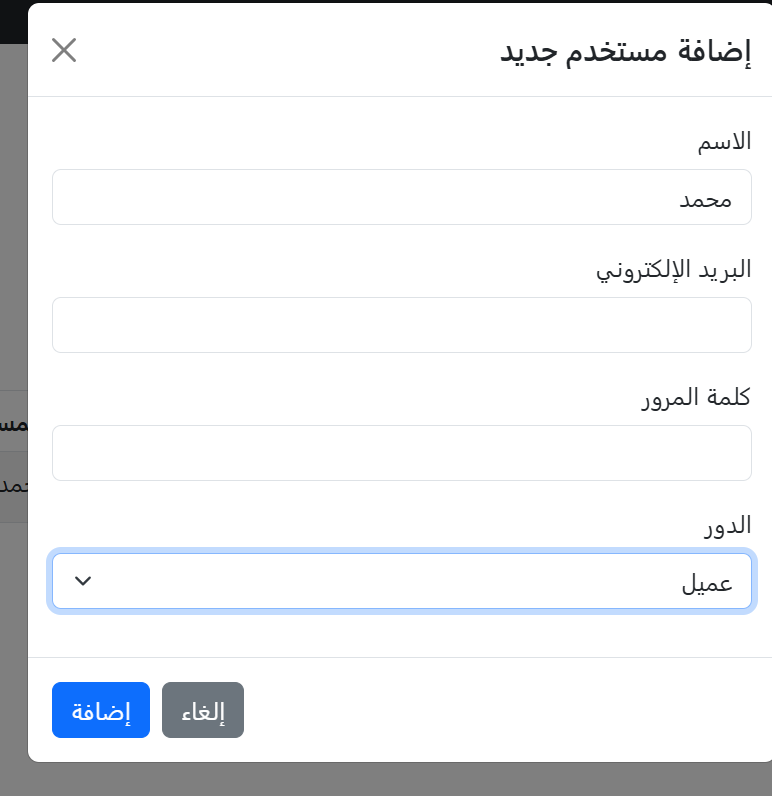 إضافة مستخدم جديد
الاسم
محمد
البريد الإلكتروني
كلمة المرور
الدور
عميل
إلغاء
إضافة